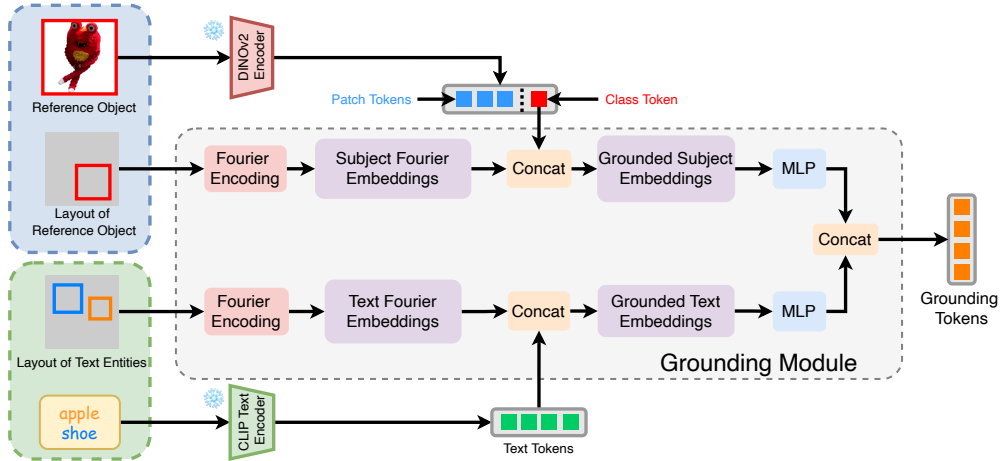 Reference Object
DINOv2
Encoder
Patch Tokens
Class Token
Layout of
Reference Object
Fourier
Encoding
Subject Fourier
Embeddings
Concat
Grounded Subject
Embeddings
MLP
Concat
Grounding
Tokens
Layout of Text Entities
Fourier
Encoding
Text Fourier
Embeddings
Concat
Grounded Text
Embeddings
MLP
Grounding Module
apple
shoe
CLIP Text
Encoder
Text Tokens